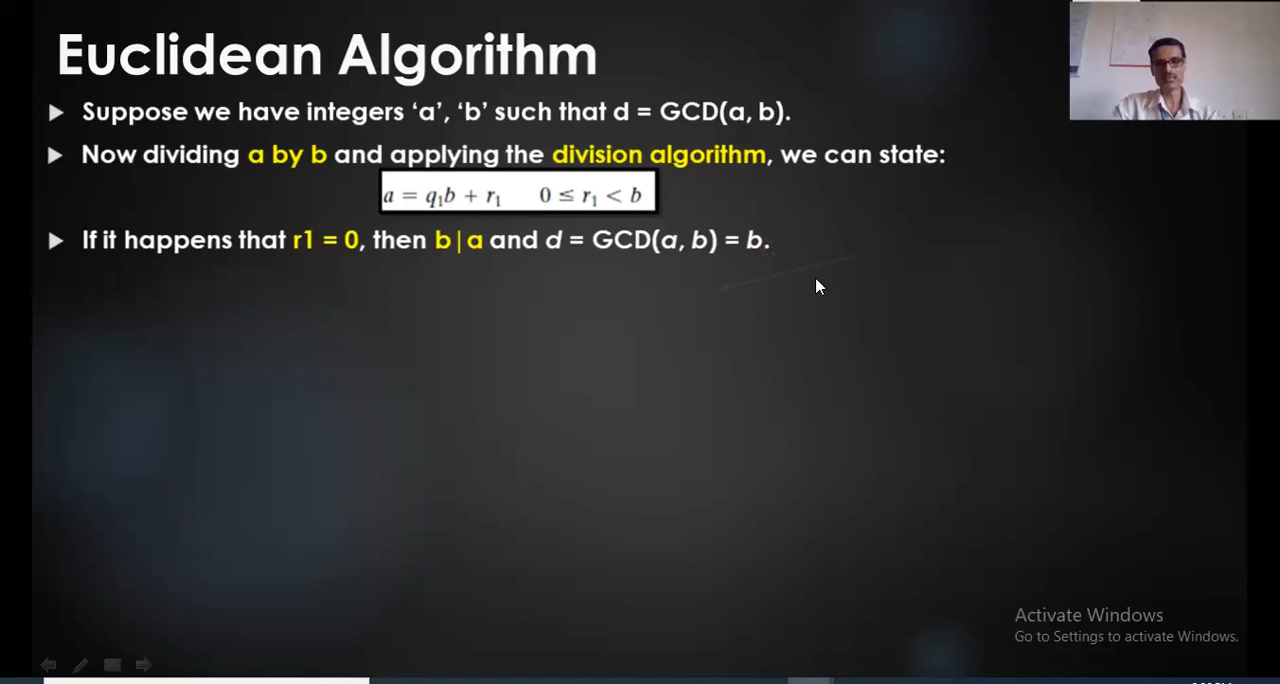 Euclidean Algorithm
Suppose we have integers ‘a’, ‘b’ such that d = GCD(a, b).
Now dividing a by b and applying the division algorithm, we can state:
a = q₁b + r₁ 0 ≤ r₁ < b
If it happens that r1 = 0, then b|a and d = GCD(a, b) = b.
Activate Windows
Go to Settings to activate Windows.